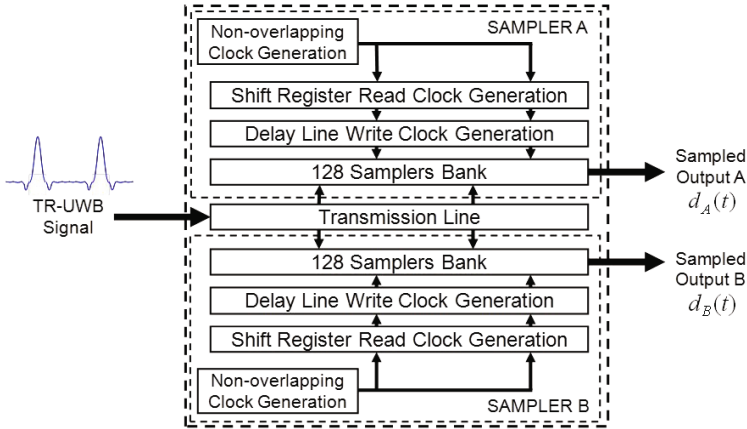 Non-overlapping
Clock Generation
SAMPLER A
Shift Register Read Clock Generation
Delay Line Write Clock Generation
128 Samplers Bank
Sampled
Output A
d_A(t)
TR-UWB
Signal
Transmission Line
128 Samplers Bank
Sampled
Output B
d_B(t)
Delay Line Write Clock Generation
Shift Register Read Clock Generation
Non-overlapping
Clock Generation
SAMPLER B